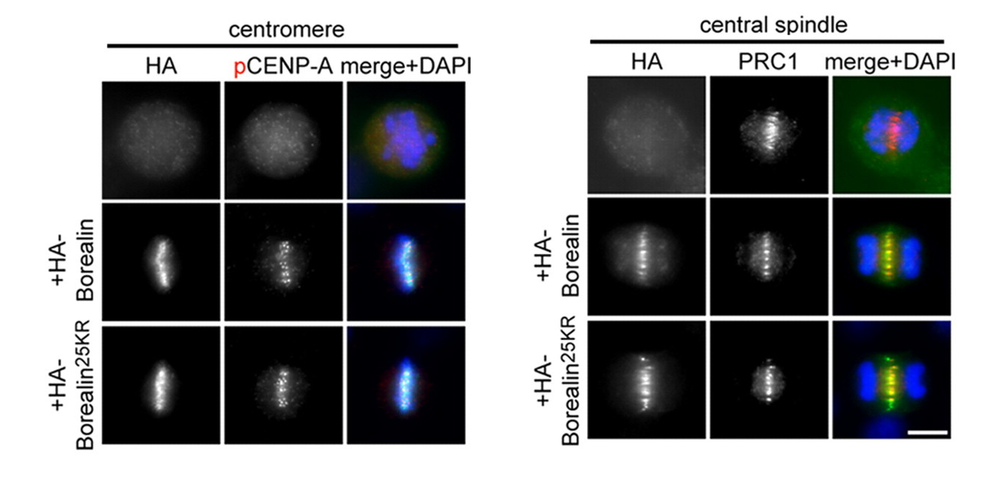 centromere
HA pCENP-A merge+DAPI
+HA-
Borealin
+HA-
Borealin25KR
central spindle
HA PRC1 merge+DAPI
+HA-
Borealin
+HA-
Borealin25KR